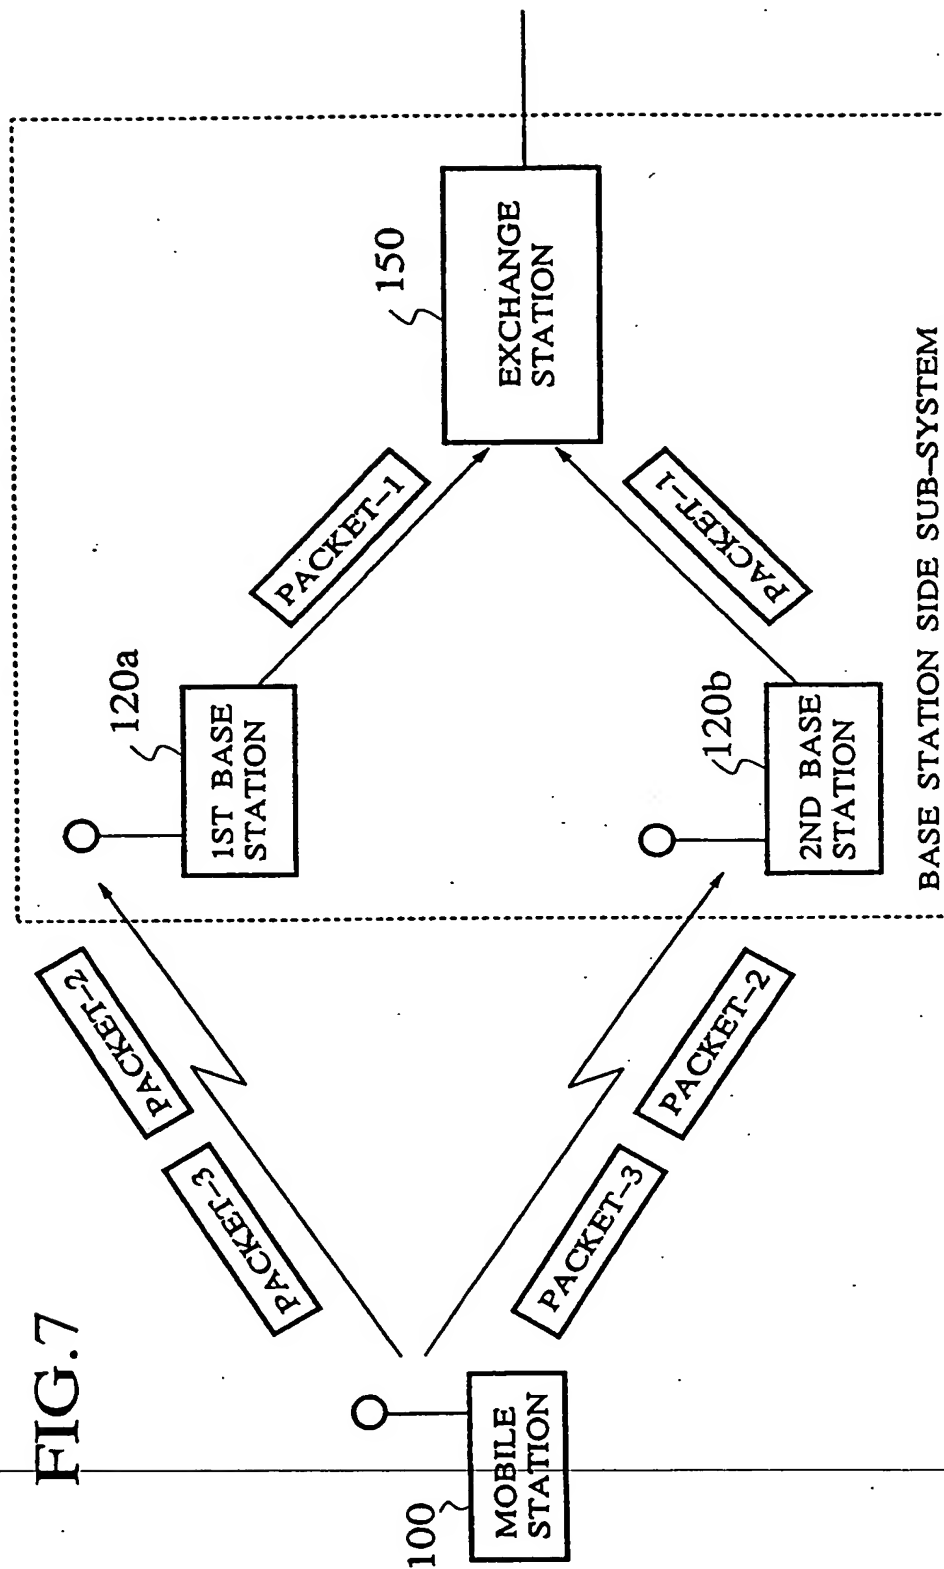 FIG.7
100
MOBILE
STATION
PACKET-3
PACKET-2
PACKET-3
PACKET-2
120a
1ST BASE
STATION
120b
2ND BASE
STATION
PACKET-1
PACKET-1
150
EXCHANGE
STATION
BASE STATION SIDE SUB-SYSTEM